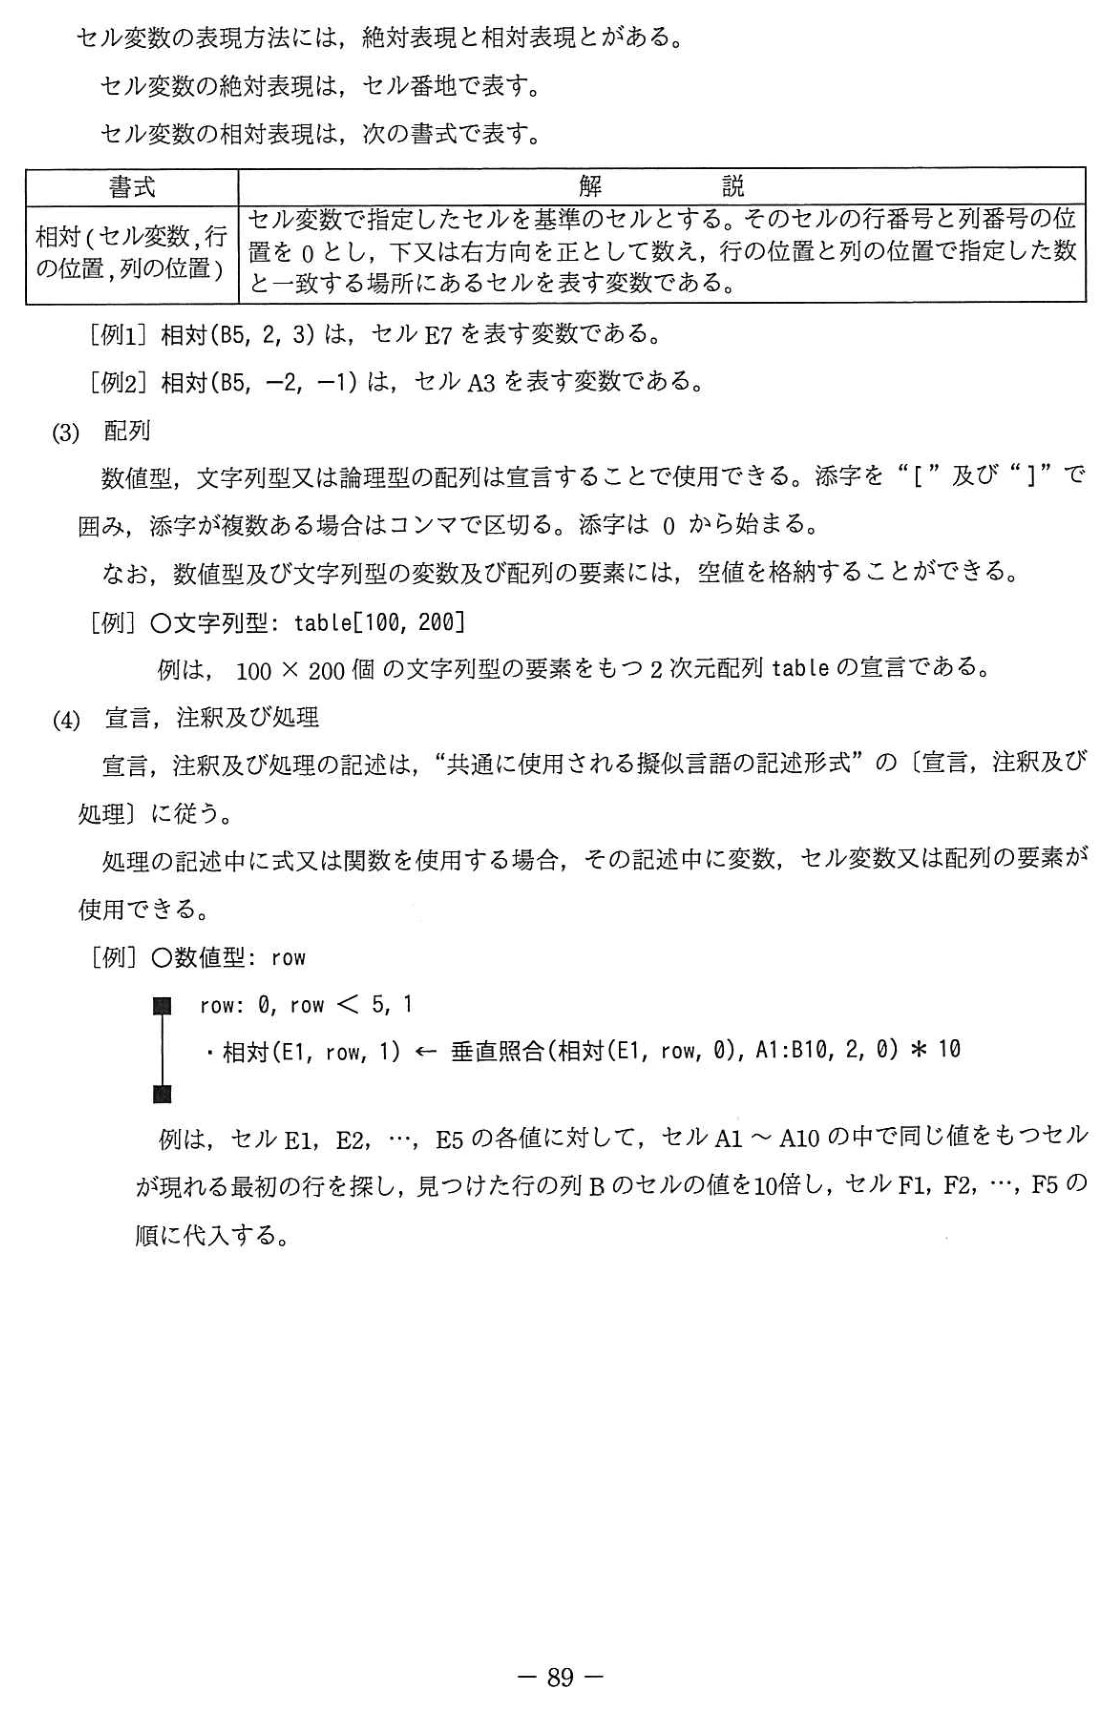 セル変数の表現方法には，絶対表現と相対表現とがある。
セル変数の絶対表現は，セル番地で表す。
セル変数の相対表現は，次の書式で表す。
書式
解 説
相対(セル変数,行
の位置,列の位置)
セル変数で指定したセルを基準のセルとする。そのセルの行番号と列番号の位
置を 0 とし，下又は右方向を正として数え，行の位置と列の位置で指定した数
と一致する場所にあるセルを表す変数である。
［例1］相対(B5, 2, 3) は，セル E7 を表す変数である。
［例2］相対(B5, −2, −1) は，セル A3 を表す変数である。
(3) 配列
数値型，文字列型又は論理型の配列は宣言することで使用できる。添字を “[” 及び “]” で
囲み，添字が複数ある場合はコンマで区切る。添字は 0 から始まる。
なお，数値型及び文字列型の変数及び配列の要素には，空値を格納することができる。
［例］○文字列型: table[100, 200]
例は， 100 × 200 個 の文字列型の要素をもつ 2 次元配列 table の宣言である。
(4) 宣言，注釈及び処理
宣言，注釈及び処理の記述は，“共通に使用される擬似言語の記述形式” の〔宣言，注釈及び
処理〕に従う。
処理の記述中に式又は関数を使用する場合，その記述中に変数，セル変数又は配列の要素が
使用できる。
［例］○数値型: row
■ row: 0, row < 5, 1
・相対(E1, row, 1) ← 垂直照合(相対(E1, row, 0), A1:B10, 2, 0) * 10
■
例は，セル E1，E2，…，E5 の各値に対して，セル A1 ～ A10 の中で同じ値をもつセル
が現れる最初の行を探し，見つけた行の列 B のセルの値を10倍し，セル F1，F2，…，F5 の
順に代入する。
― 89 ―